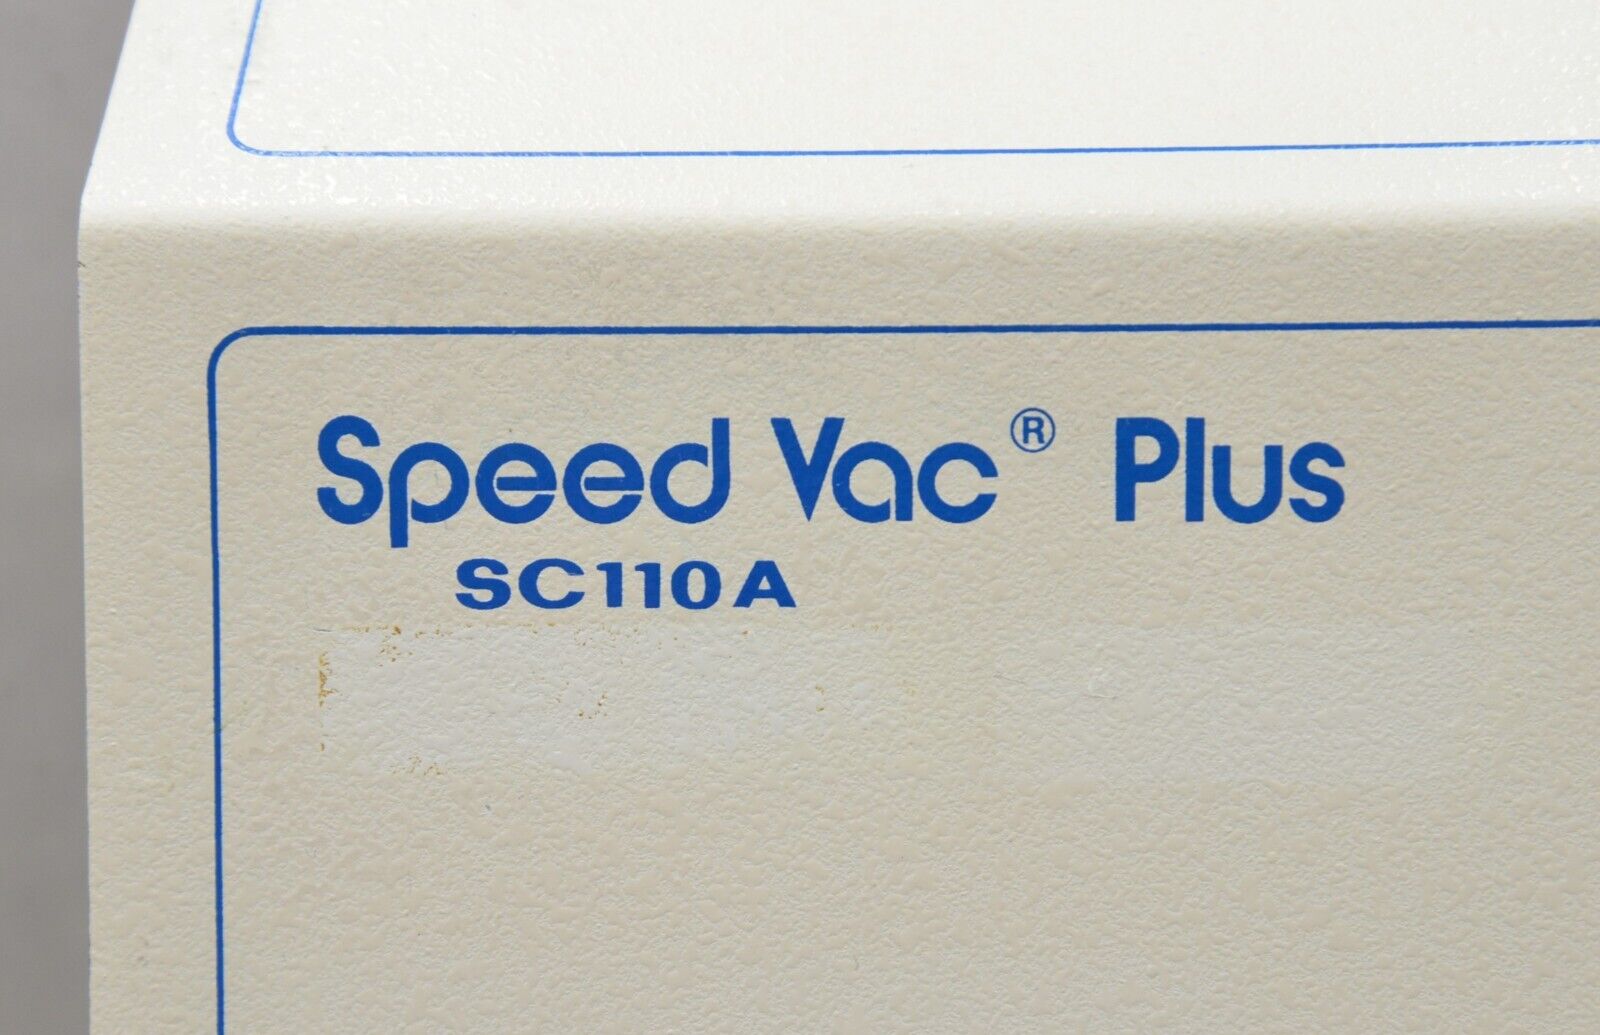 Speed Vac® Plus
SC110A